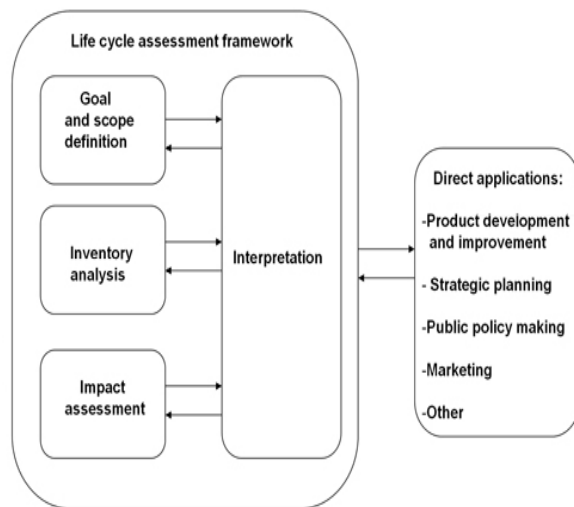 Life cycle assessment framework
Goal
and scope
definition
Inventory
analysis
Impact
assessment
Interpretation
Direct applications:
-Product development
and improvement
- Strategic planning
-Public policy making
-Marketing
-Other